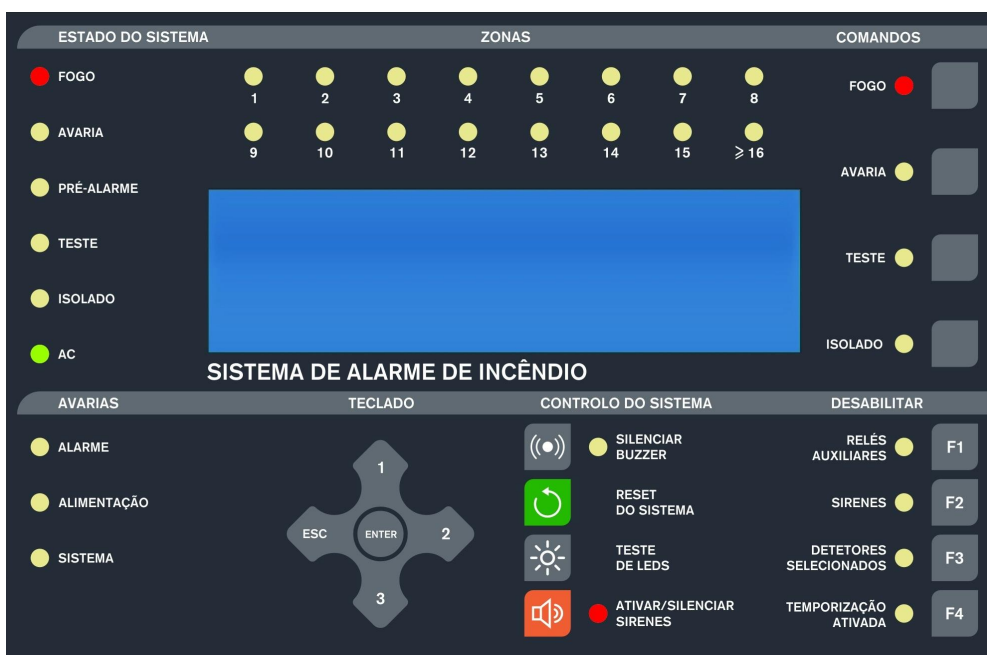 ESTADO DO SISTEMA
ZONAS
COMANDOS
FOGO
AVARIA
PRÉ-ALARME
TESTE
ISOLADO
AC
1 2 3 4 5 6 7 8
9 10 11 12 13 14 15 ⩾16
FOGO
AVARIA
TESTE
ISOLADO
SISTEMA DE ALARME DE INCÊNDIO
AVARIAS
TECLADO
CONTROLO DO SISTEMA
DESABILITAR
ALARME
ALIMENTAÇÃO
SISTEMA
1
ESC ENTER 2
3
SILENCIAR
BUZZER
RESET
DO SISTEMA
TESTE
DE LEDS
ATIVAR/SILENCIAR
SIRENES
RELÉS
AUXILIARES
F1
SIRENES
F2
DETETORES
SELECIONADOS
F3
TEMPORIZAÇÃO
ATIVADA
F4